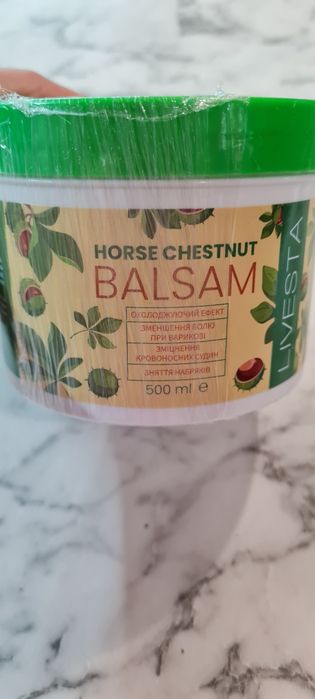 HORSE CHESTNUT
BALSAM
ОХОЛОДЖУЮЧИЙ ЕФЕКТ
ЗМЕНШЕННЯ БОЛЮ
ПРИ ВАРИКОЗІ
ЗМІЦНЕННЯ
КРОВОНОСНИХ СУДИН
ЗНЯТТЯ НАБРЯКІВ
500 ml ℮
LIVESTA